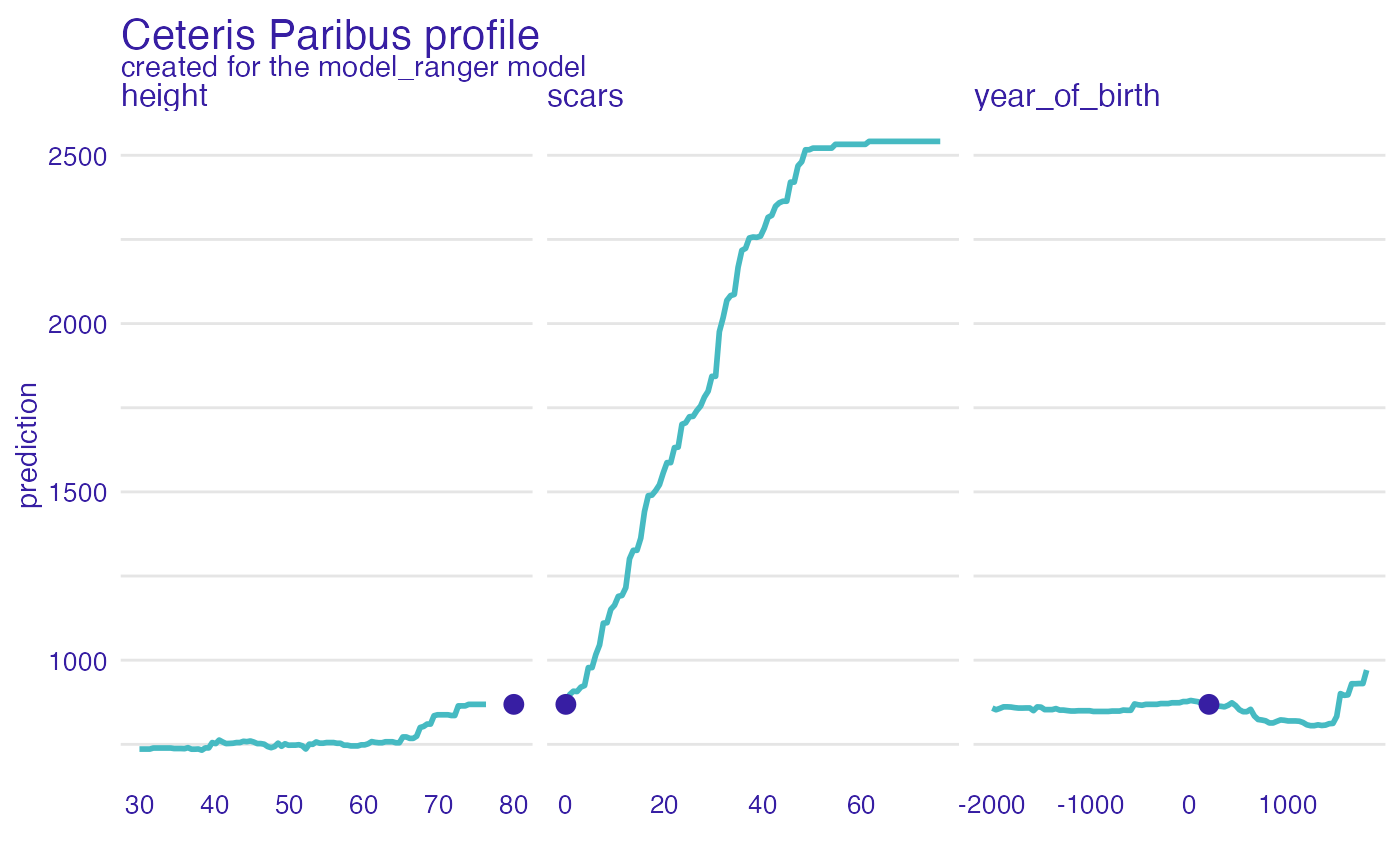 Ceteris Paribus profile
created for the model_ranger model
height scars year_of_birth
2500
2000
1500
1000
prediction
30 40 50 60 70 80 0 20 40 60 -2000 -1000 0 1000